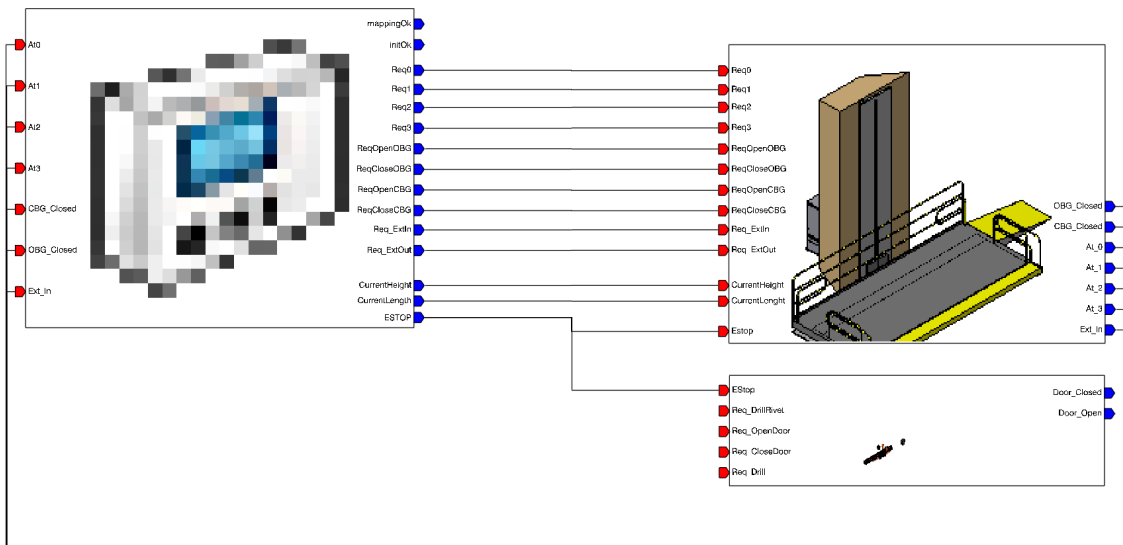 mappingOk
initOk
At0
At1
At2
At3
CBG_Closed
OBG_Closed
Ext_In
Req0
Req1
Req2
Req3
ReqOpenOBG
ReqCloseOBG
ReqOpenCBG
ReqCloseCBG
Req_ExtIn
Req_ExtOut
CurrentHeight
CurrentLength
ESTOP
Req0
Req1
Req2
Req3
ReqOpenOBG
ReqCloseOBG
ReqOpenCBG
ReqCloseCBG
Req_ExtIn
Req_ExtOut
CurrentHeight
CurrentLenght
Estop
OBG_Closed
CBG_Closed
At_0
At_1
At_2
At_3
Ext_In
EStop
Req_DrillRivet
Req_OpenDoor
Req_CloseDoor
Req_Drill
Door_Closed
Door_Open